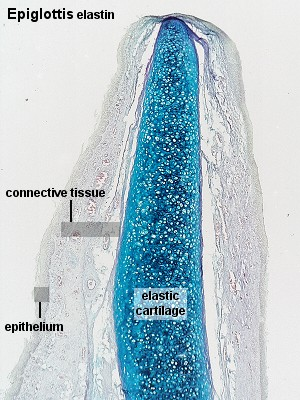 Epiglottis elastin
connective tissue
elastic
cartilage
epithelium